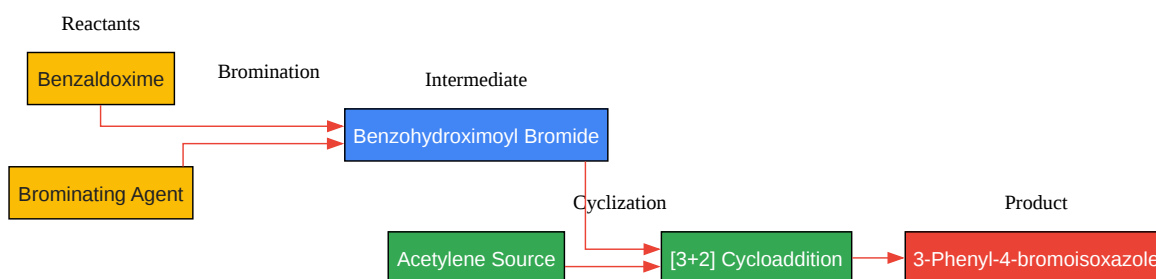 Reactants
Benzaldoxime
Bromination
Intermediate
Benzohydroximoyl Bromide
Brominating Agent
Cyclization
Product
Acetylene Source
[3+2] Cycloaddition
3-Phenyl-4-bromoisoxazole